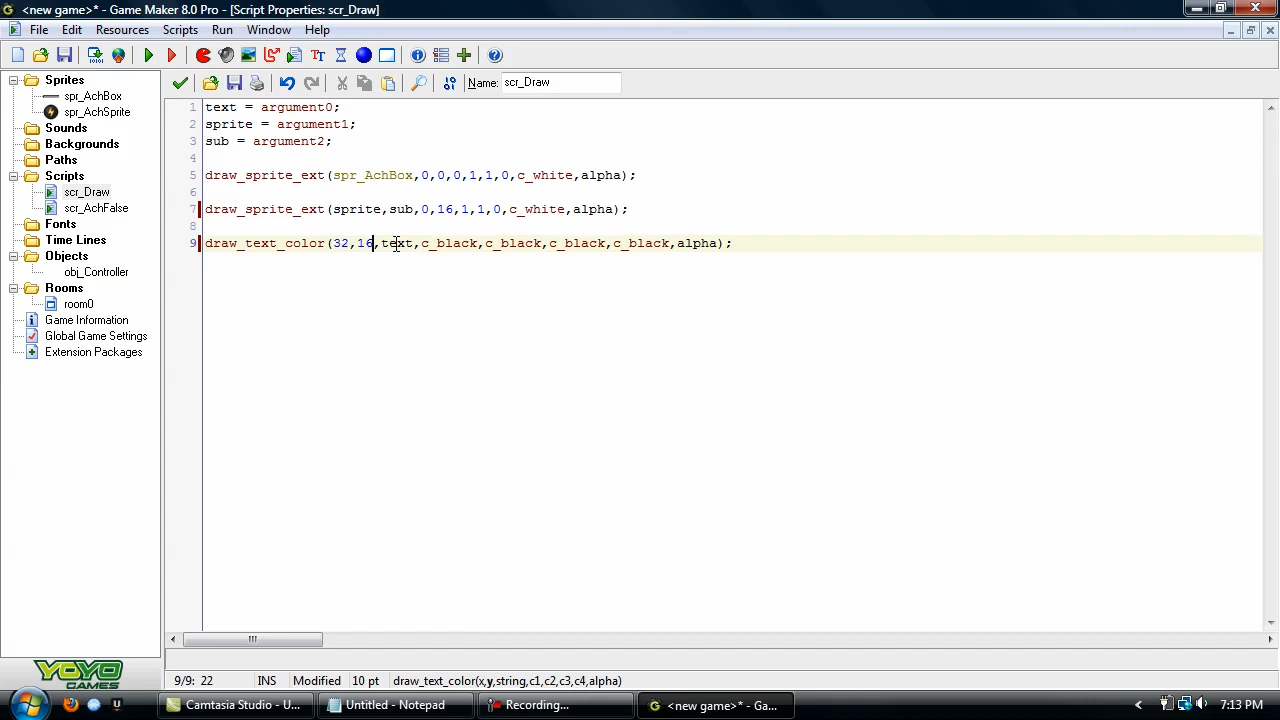 <new game>* - Game Maker 8.0 Pro - [Script Properties: scr_Draw]
File Edit Resources Scripts Run Window Help
Name: scr_Draw
Sprites
spr_AchBox
spr_AchSprite
Sounds
Backgrounds
Paths
Scripts
scr_Draw
scr_AchFalse
Fonts
Time Lines
Objects
obj_Controller
Rooms
room0
Game Information
Global Game Settings
Extension Packages
1 text = argument0;
2 sprite = argument1;
3 sub = argument2;
4
5 draw_sprite_ext(spr_AchBox,0,0,0,1,1,0,c_white,alpha);
6
7 draw_sprite_ext(sprite,sub,0,16,1,1,0,c_white,alpha);
8
9 draw_text_color(32,16,text,c_black,c_black,c_black,c_black,alpha);
YOYO
GAMES
9/9: 22 INS Modified 10 pt draw_text_color(x,y,string,c1,c2,c3,c4,alpha)
Camtasia Studio - U... Untitled - Notepad Recording... <new game>* - Ga... 7:13 PM